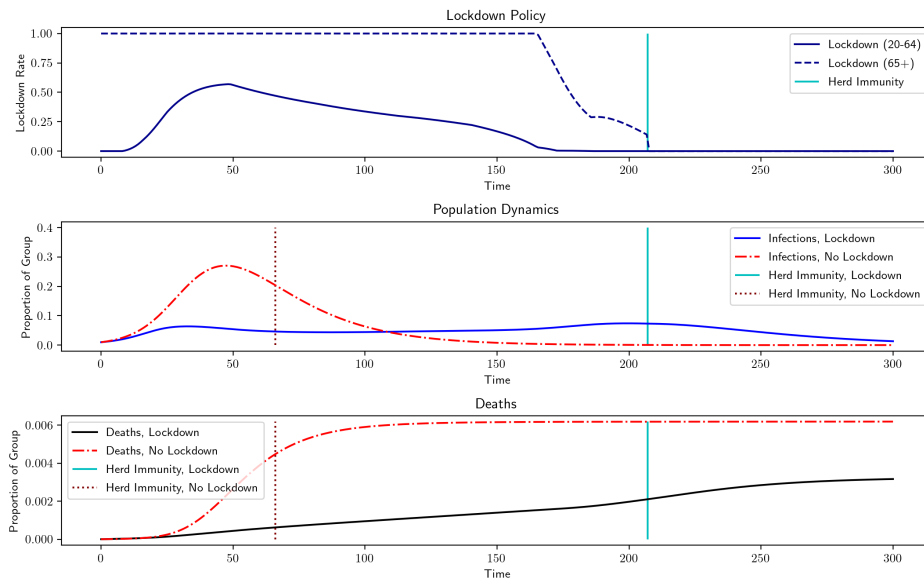 Lockdown Policy
Lockdown Rate
1.00
0.75
0.50
0.25
0.00
Lockdown (20-64)
Lockdown (65+)
Herd Immunity
0 50 100 150 200 250 300
Time
Population Dynamics
Proportion of Group
0.4
0.3
0.2
0.1
0.0
Infections, Lockdown
Infections, No Lockdown
Herd Immunity, Lockdown
Herd Immunity, No Lockdown
0 50 100 150 200 250 300
Time
Deaths
Proportion of Group
0.006
0.004
0.002
0.000
Deaths, Lockdown
Deaths, No Lockdown
Herd Immunity, Lockdown
Herd Immunity, No Lockdown
0 50 100 150 200 250 300
Time